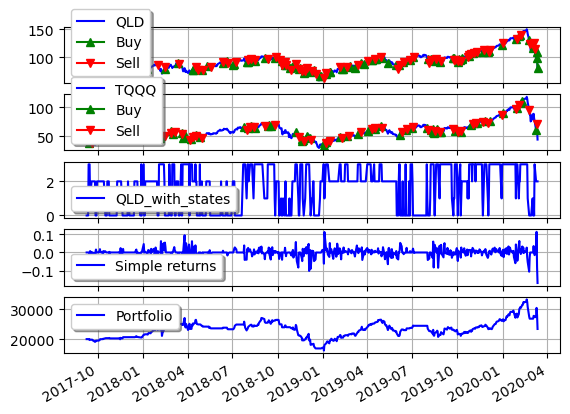 QLD
Buy
Sell
150
100
TQQQ
Buy
Sell
100
50
QLD_with_states
2
0
Simple returns
0.1
0.0
−0.1
Portfolio
30000
20000
2017-10
2018-01
2018-04
2018-07
2018-10
2019-01
2019-04
2019-07
2019-10
2020-01
2020-04